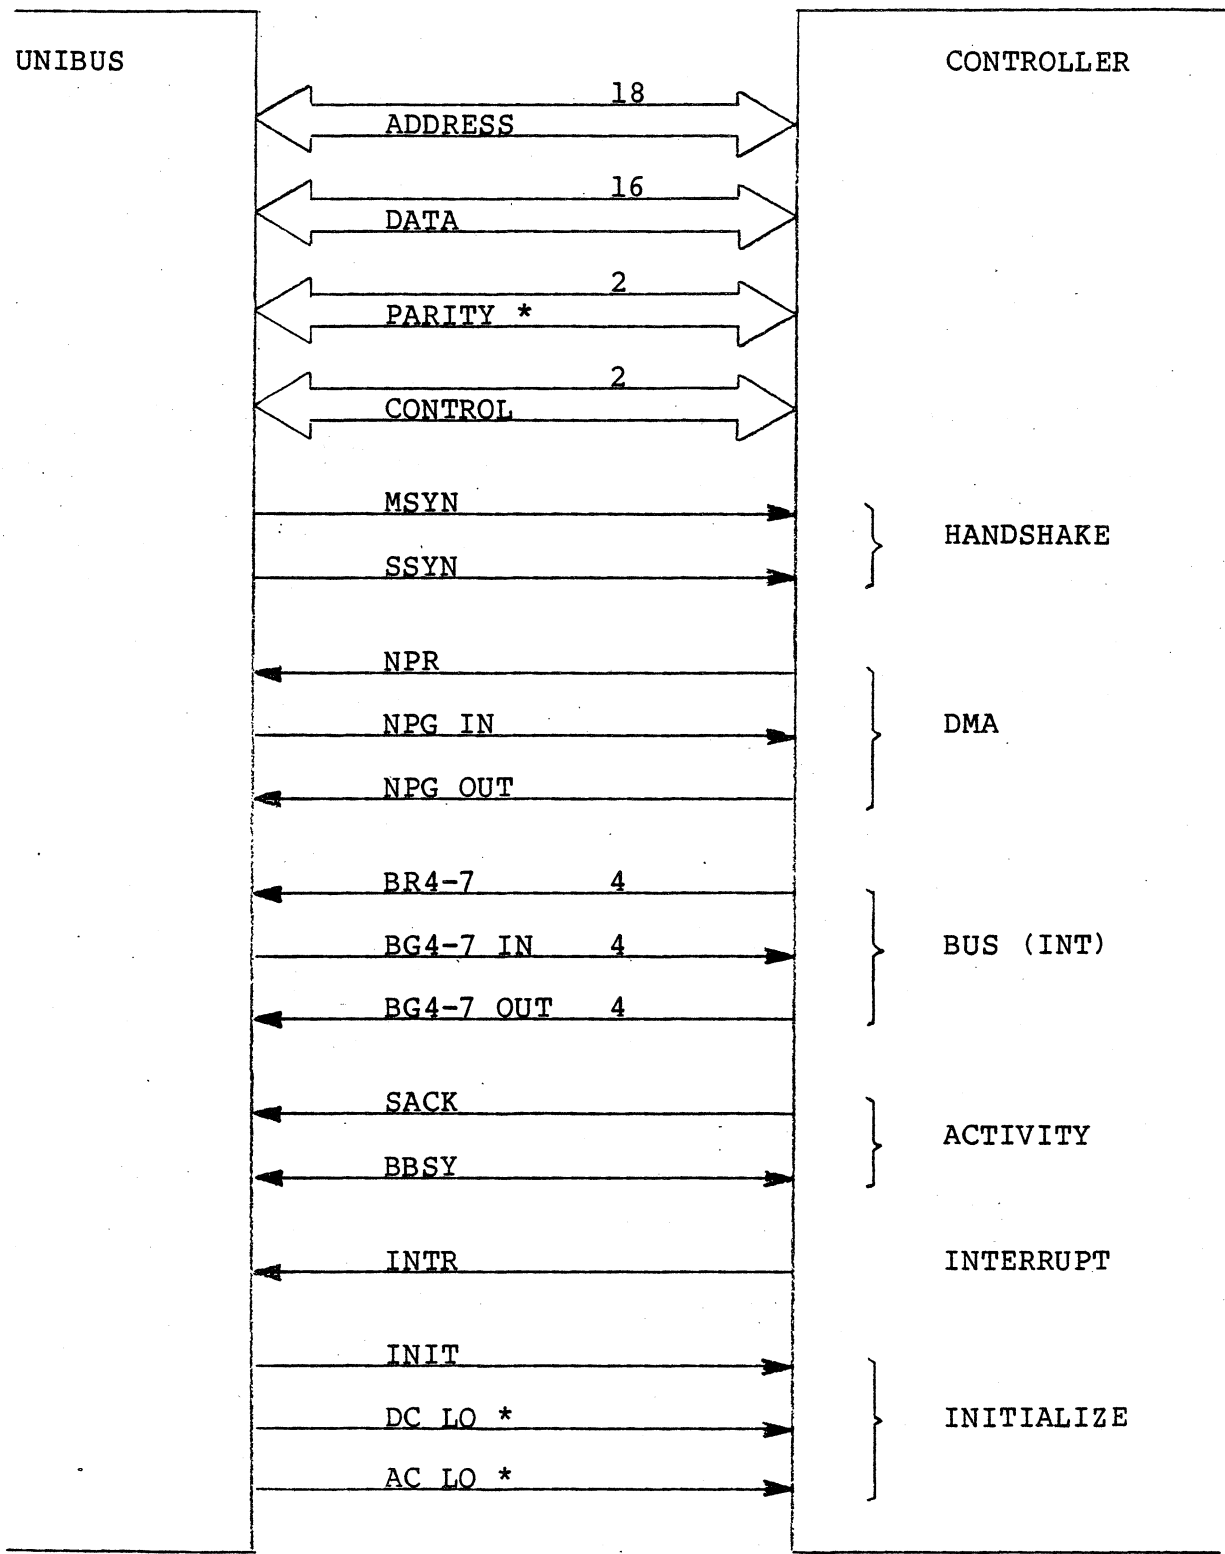 UNIBUS CONTROLLER
18
ADDRESS
16
DATA
2
PARITY *
2
CONTROL
MSYN
HANDSHAKE
SSYN
NPR
NPG IN DMA
NPG OUT
BR4-7 4
BG4-7 IN 4 BUS (INT)
BG4-7 OUT 4
SACK
ACTIVITY
BBSY
INTR INTERRUPT
INIT
DC LO * INITIALIZE
AC LO *